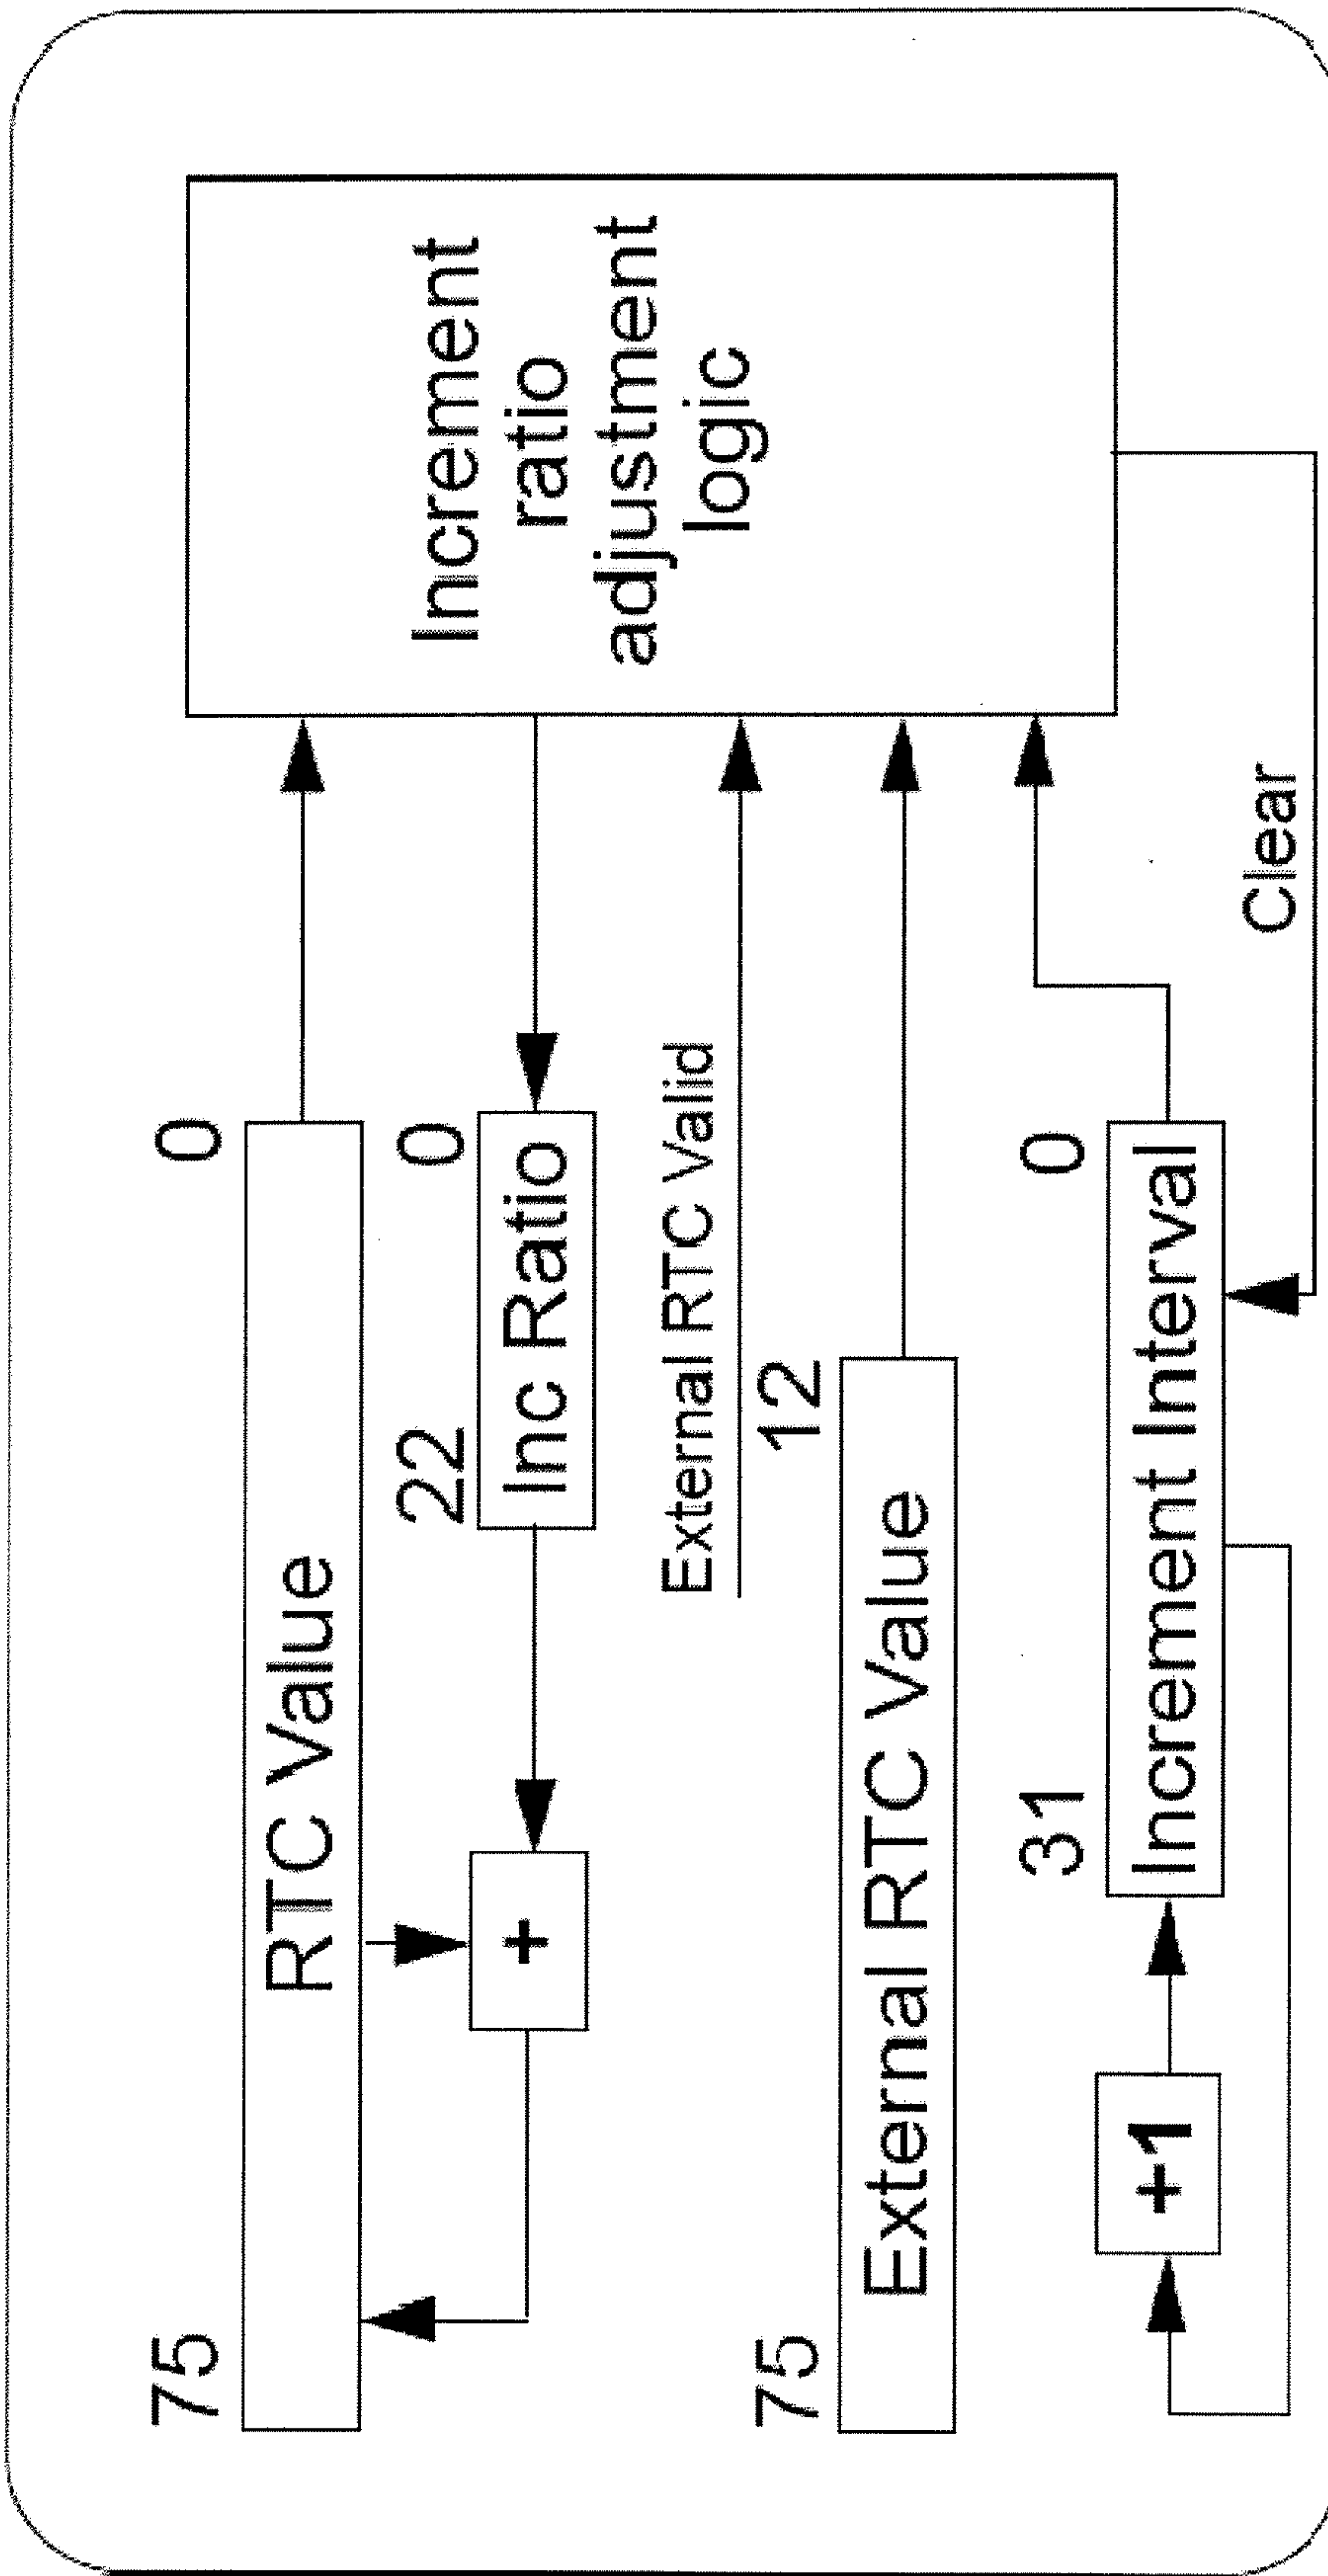 75
0
RTC Value
22
0
+
Inc Ratio
Increment
ratio
adjustment
logic
External RTC Valid
75
12
External RTC Value
31
0
+1
Increment Interval
Clear